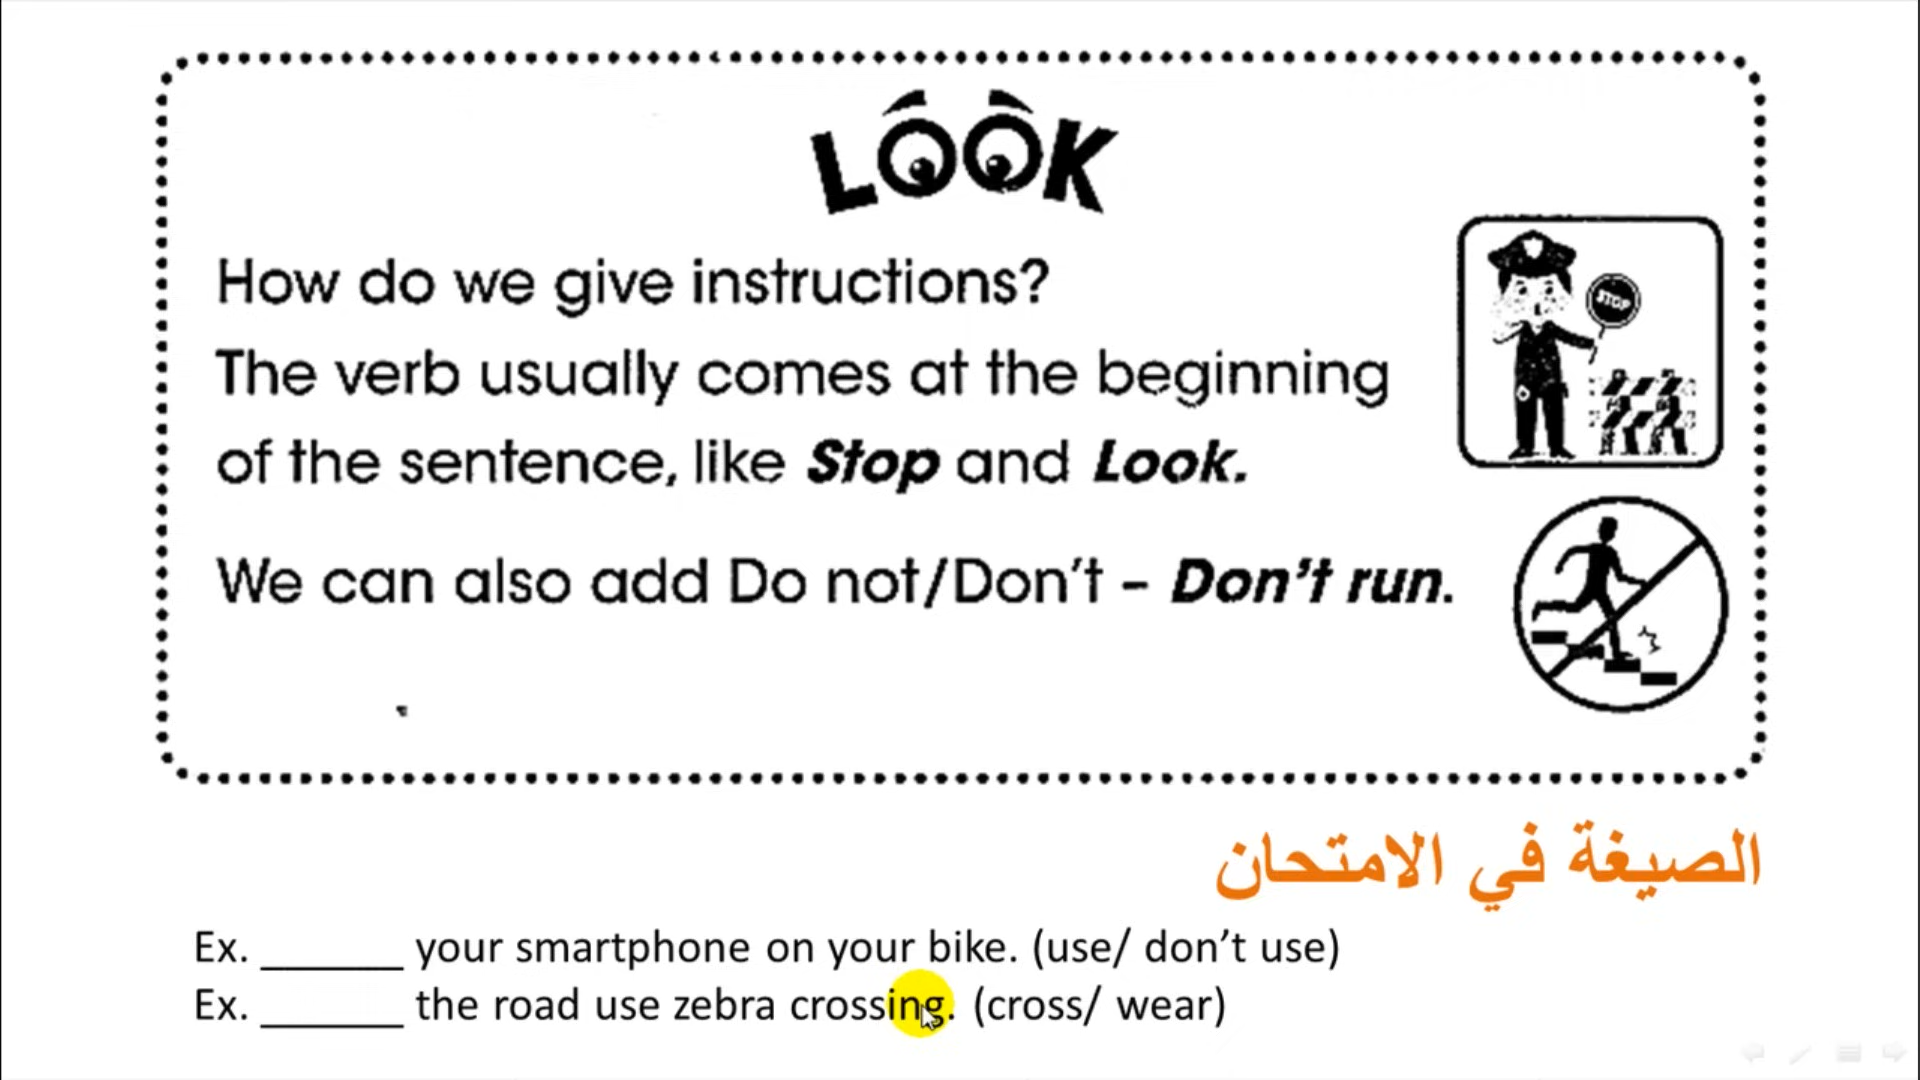 LOOK
How do we give instructions?
The verb usually comes at the beginning
of the sentence, like Stop and Look.
We can also add Do not/Don't – Don't run.
STOP
الصيغة في الامتحان
Ex. ______ your smartphone on your bike. (use/ don’t use)
Ex. ______ the road use zebra crossing. (cross/ wear)